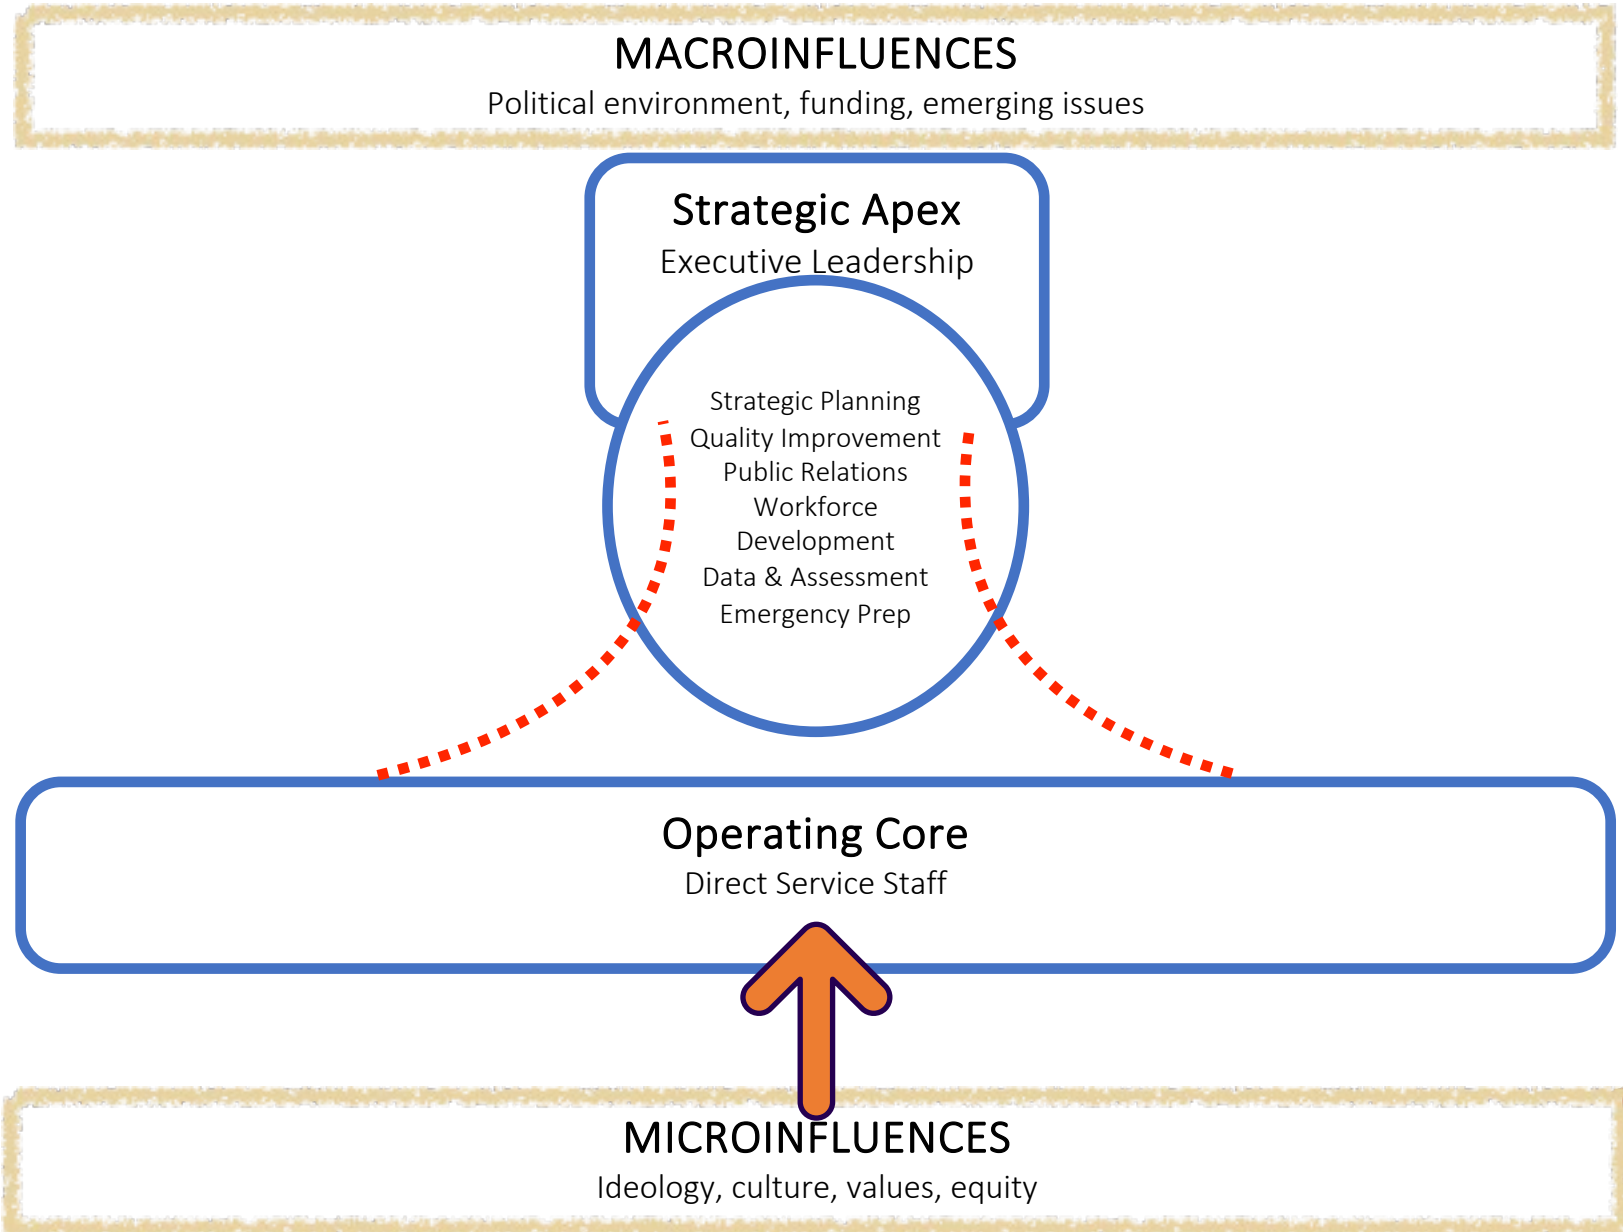 MACROINFLUENCES
Political environment, funding, emerging issues
Strategic Apex
Executive Leadership
Strategic Planning
Quality Improvement
Public Relations
Workforce
Development
Data & Assessment
Emergency Prep
Operating Core
Direct Service Staff
MICROINFLUENCES
Ideology, culture, values, equity